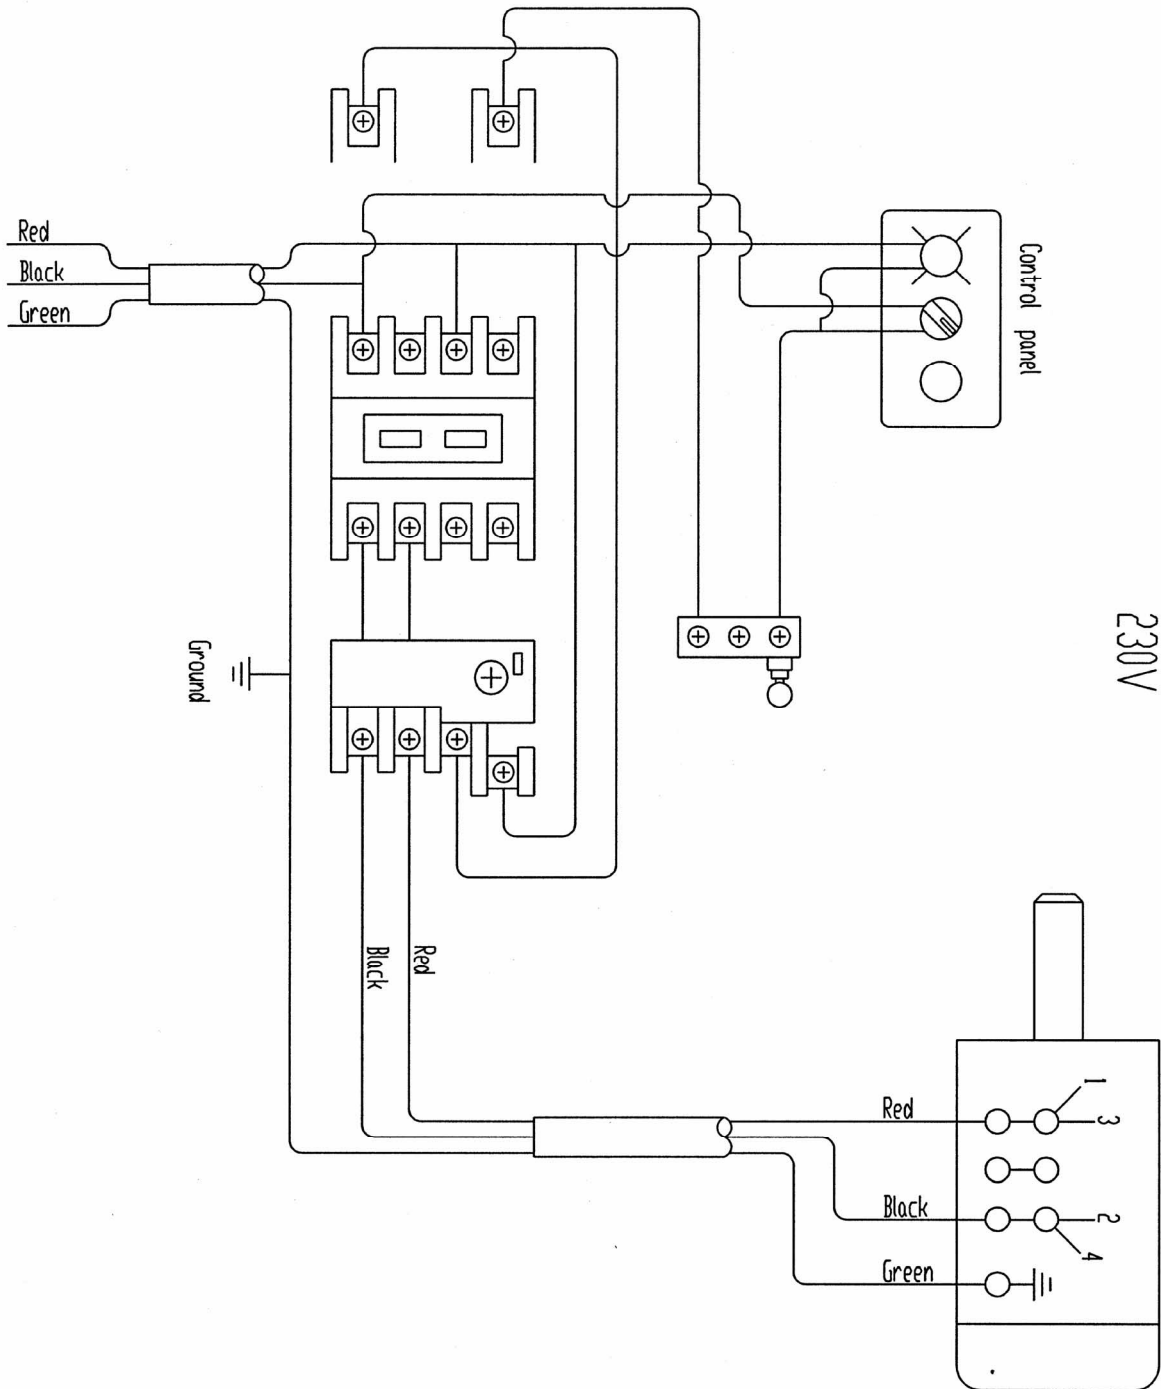 Red
Black
Green
Control panel
230V
Ground
Red
Black
Red
Black
Green
1
3
2
4